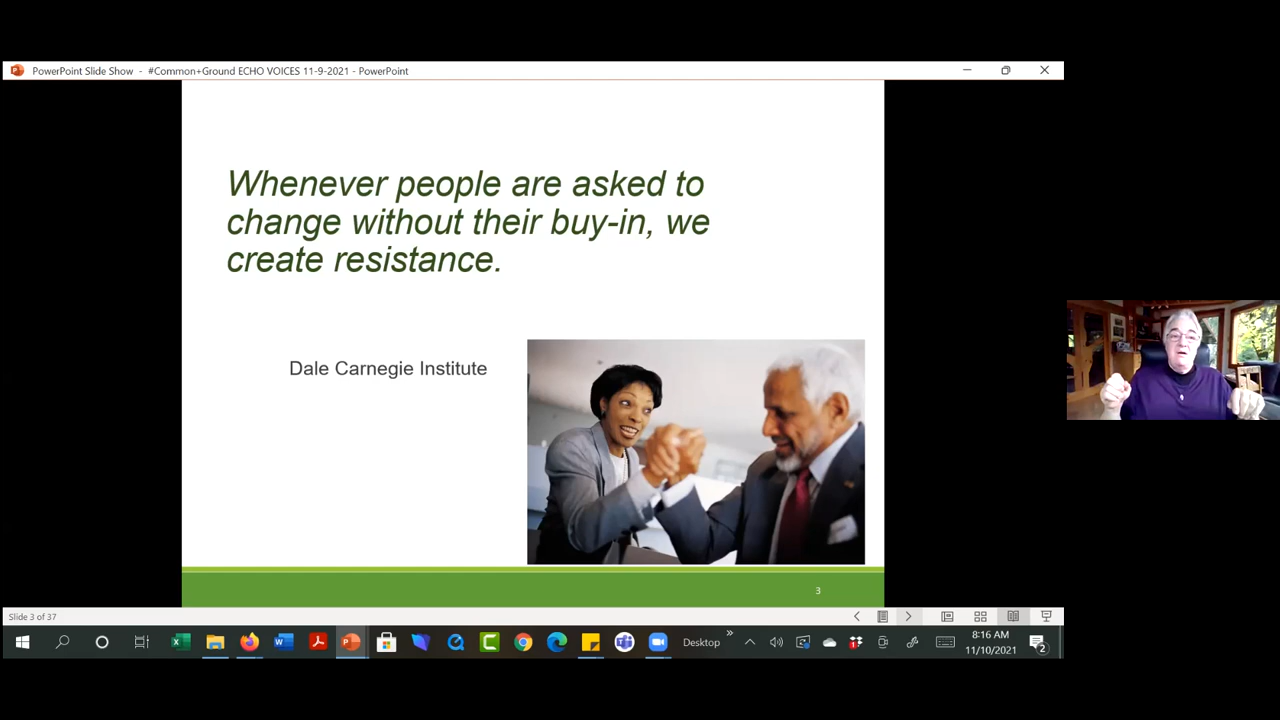 PowerPoint Slide Show - #Common+Ground ECHO VOICES 11-9-2021 - PowerPoint
Whenever people are asked to
change without their buy-in, we
create resistance.
Dale Carnegie Institute
3
Slide 3 of 37
Desktop
8:16 AM
11/10/2021
2